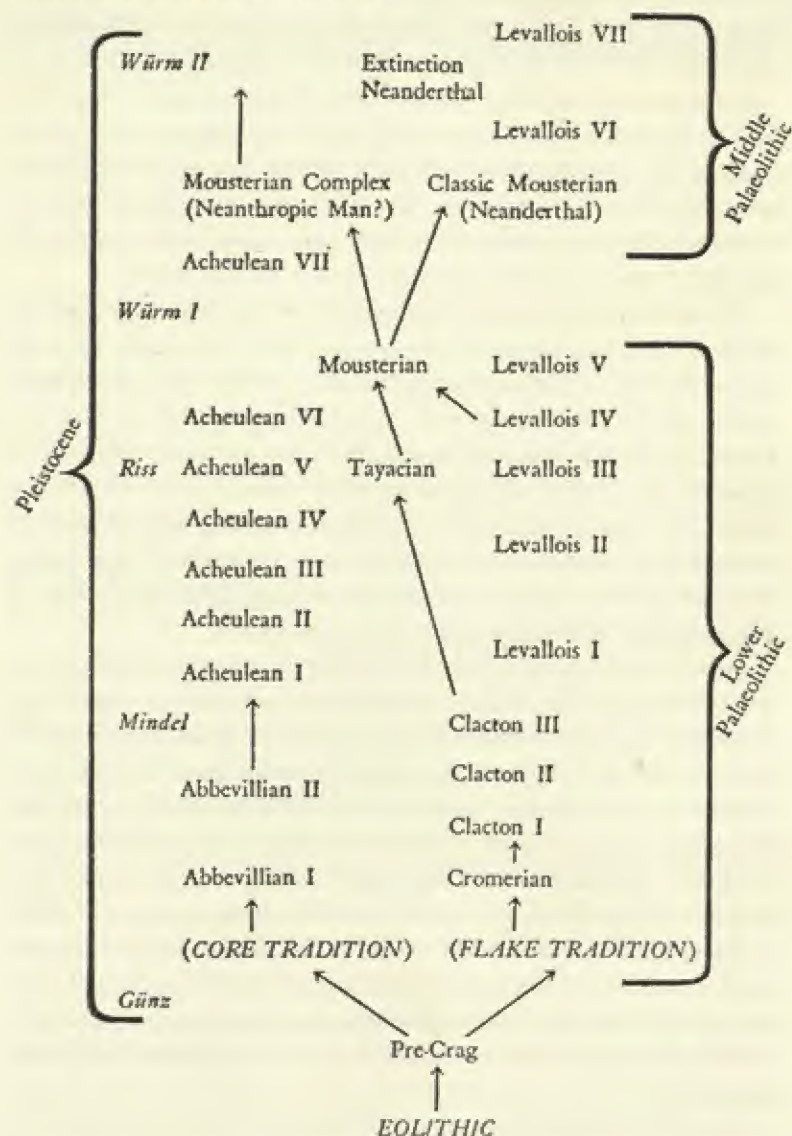 Levallois VII
Würm II
Extinction
Neanderthal
Levallois VI
Middle
Palaeolithic
Mousterian Complex
(Neanthropic Man?)
Classic Mousterian
(Neanderthal)
Acheulean VII
Würm I
Mousterian
Levallois V
Acheulean VI
Levallois IV
Pleistocene
Riss
Acheulean V
Tayacian
Levallois III
Acheulean IV
Levallois II
Acheulean III
Acheulean II
Levallois I
Acheulean I
Lower
Palaeolithic
Mindel
Clacton III
Abbevillian II
Clacton II
Clacton I
Abbevillian I
Cromerian
(CORE TRADITION)
(FLAKE TRADITION)
Günz
Pre-Crag
EOLITHIC